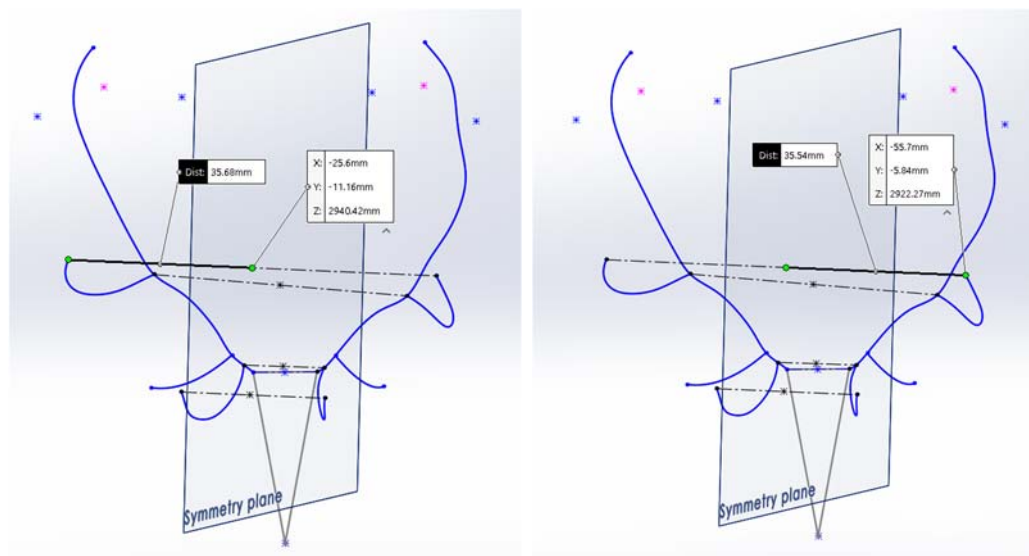 Dist: 35.68mm
X: -25.6mm
Y: -11.16mm
Z: 2940.42mm
Symmetry plane
Dist: 35.54mm
X: -55.7mm
Y: -5.84mm
Z: 2922.27mm
Symmetry plane